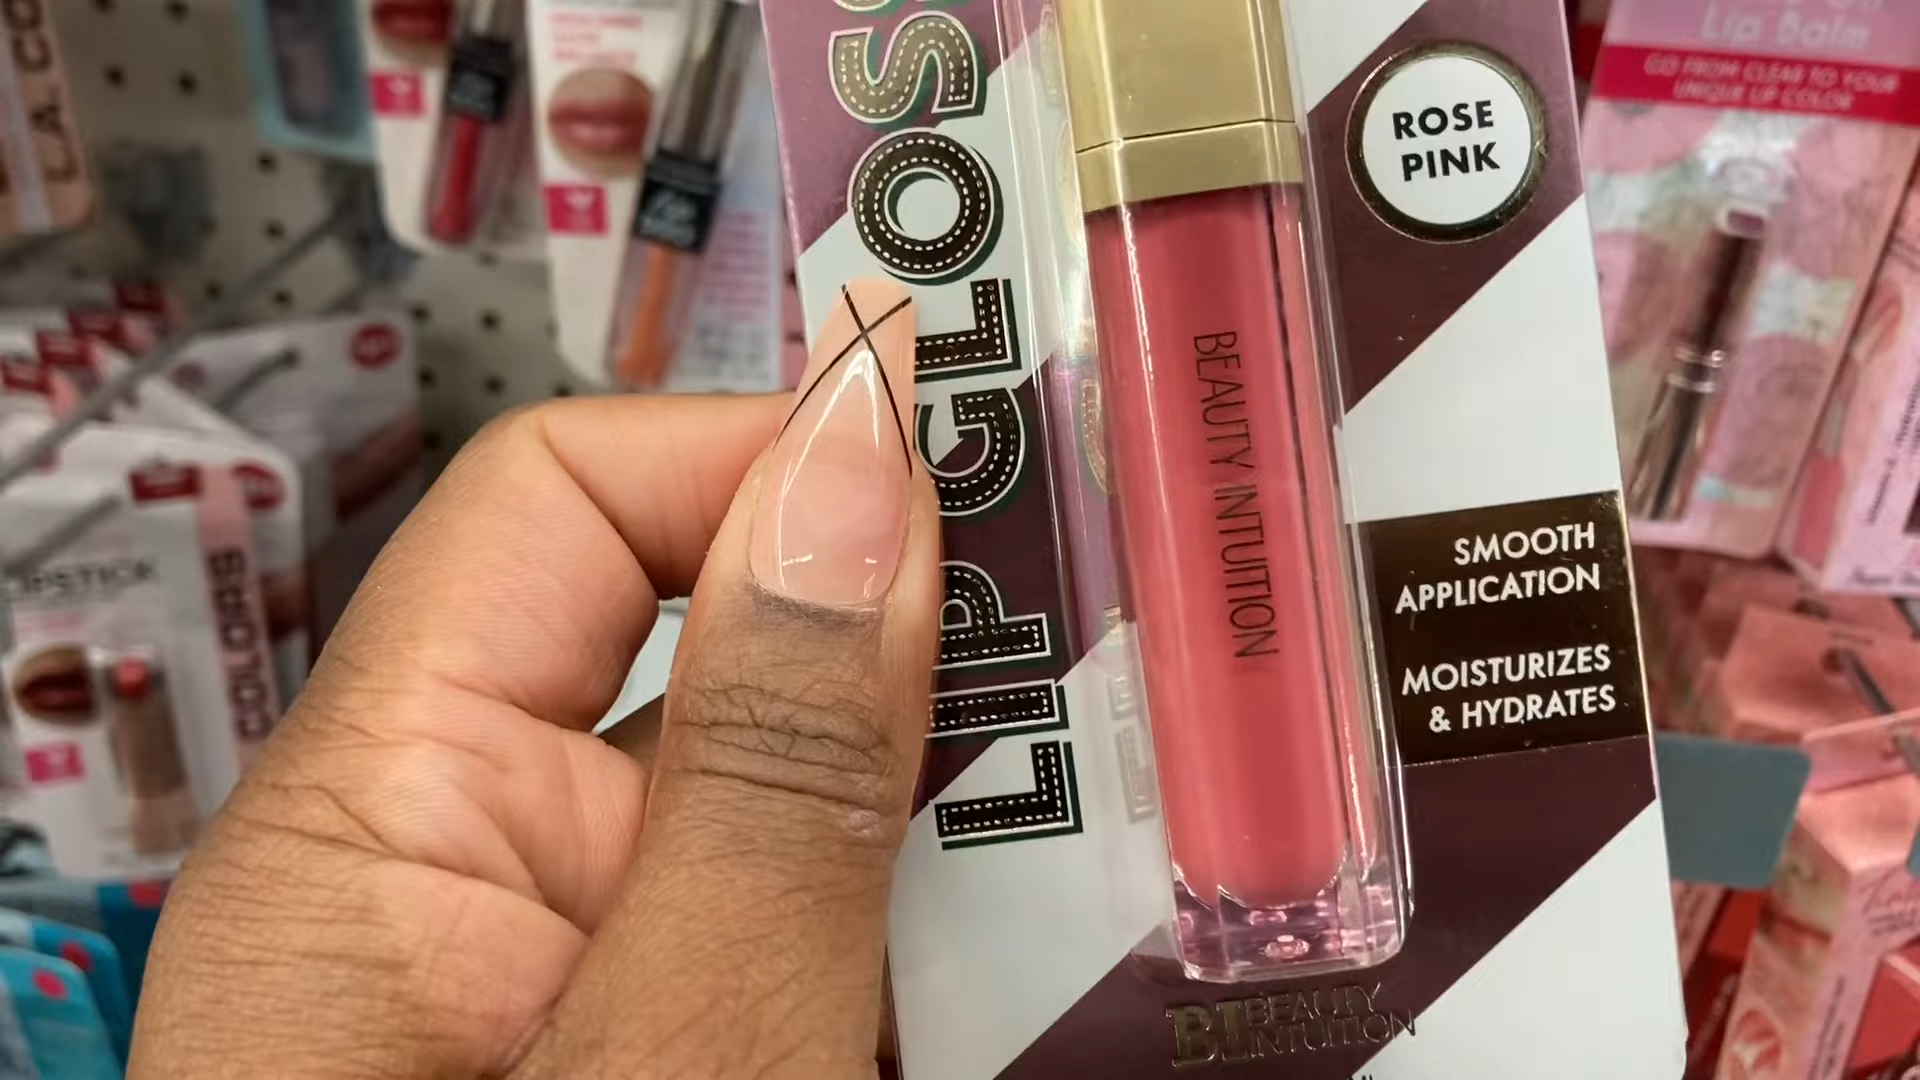 LIP GLOSS
ROSE
PINK
BEAUTY INTUITION
SMOOTH
APPLICATION
MOISTURIZES
& HYDRATES
BI BEAUTY
INTUITION
Lip Balm
GO FROM CLEAR TO YOUR
UNIQUE LIP COLOR
L.A. CO
LIPSTICK
COLORS